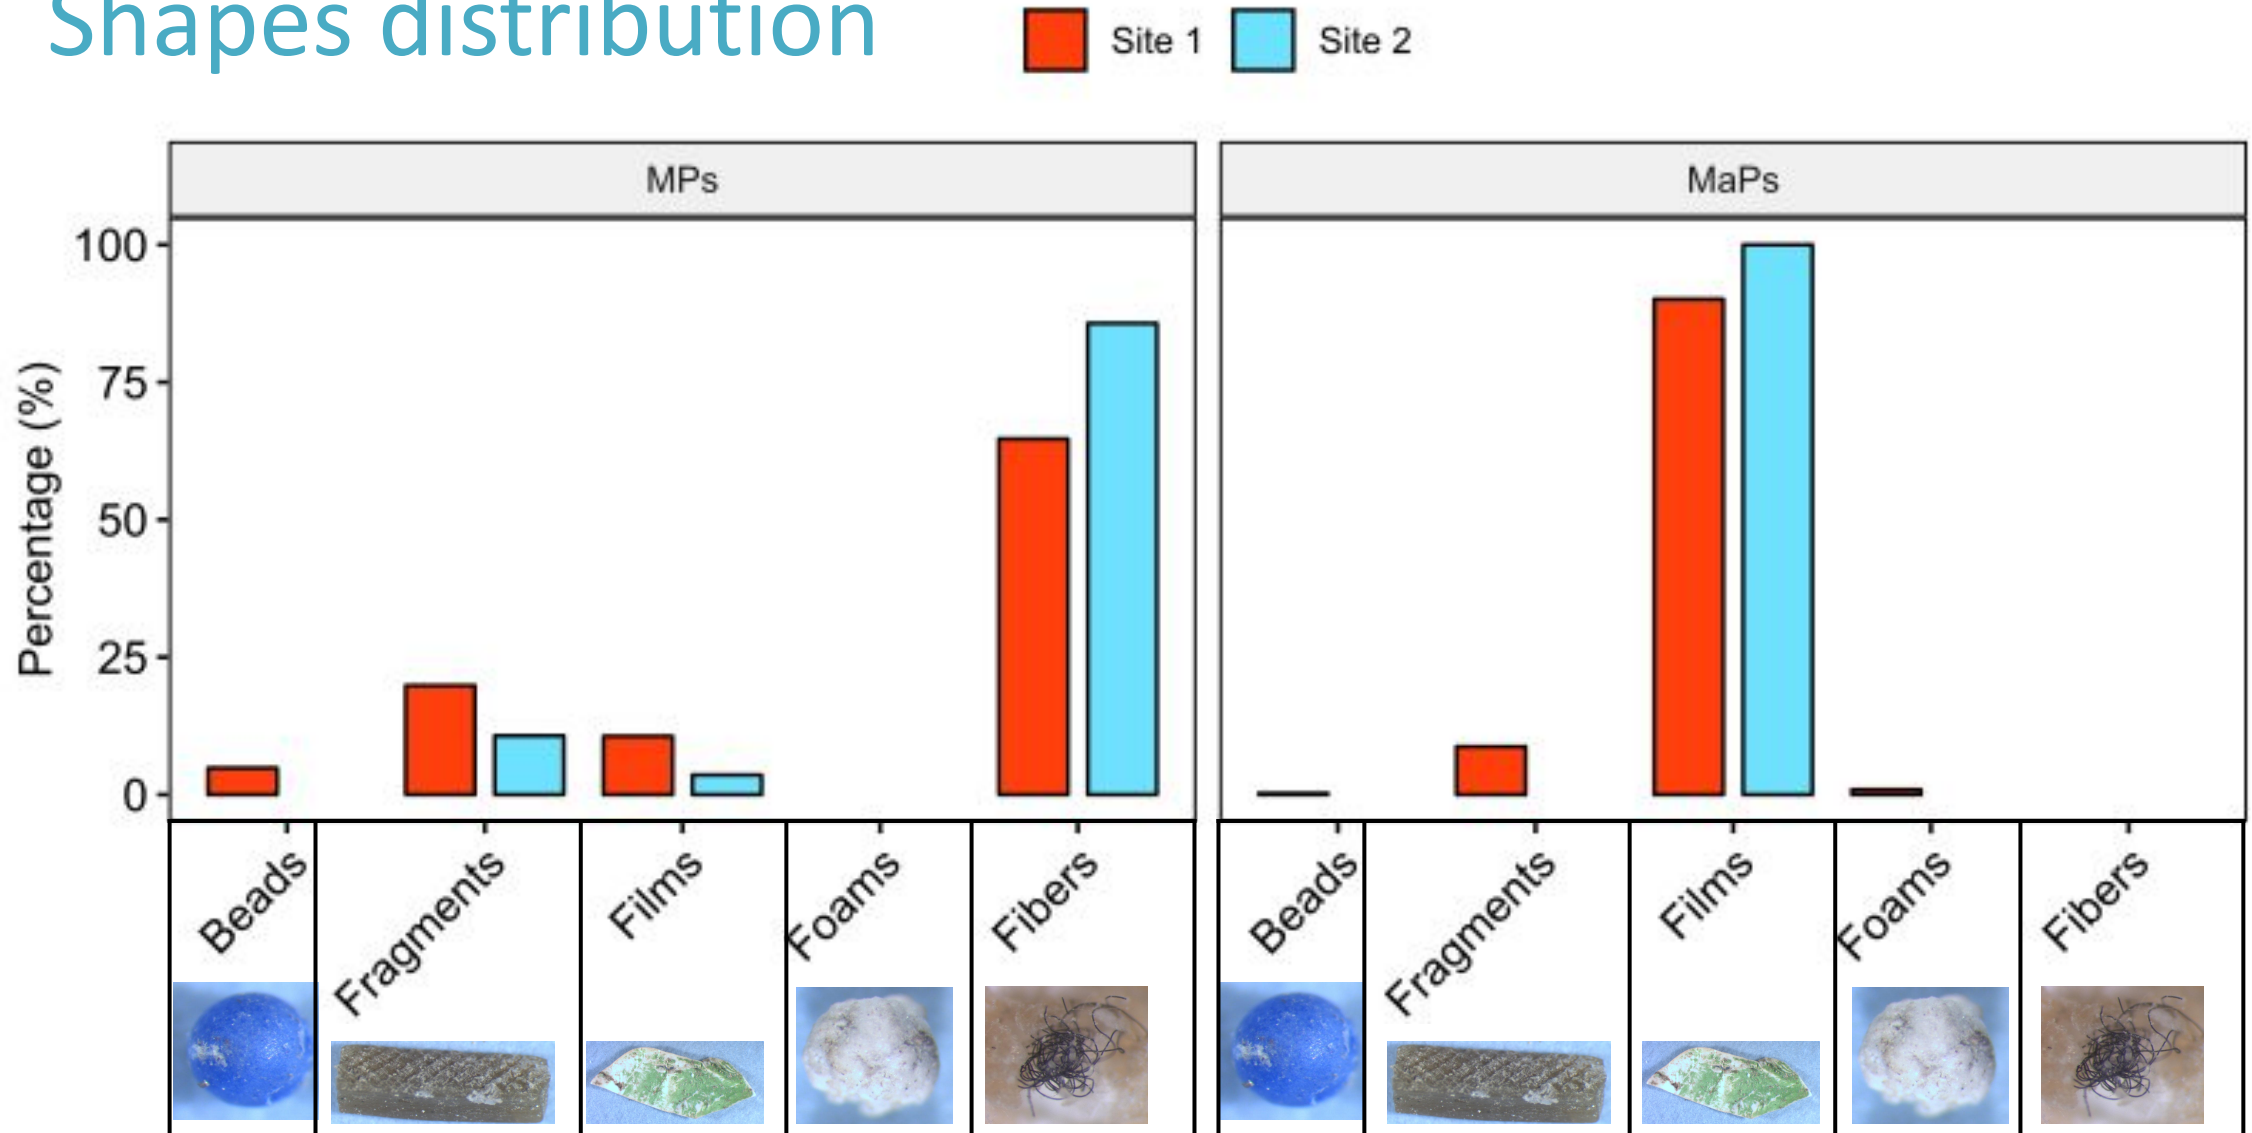 Shapes distribution
Site 1
Site 2
MPs
MaPs
Percentage (%)
100
75
50
25
0
Beads
Fragments
Films
Foams
Fibers
Beads
Fragments
Films
Foams
Fibers